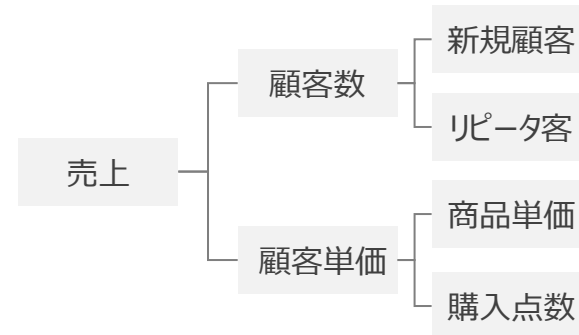 売上
顧客数
新規顧客
リピータ客
顧客単価
商品単価
購入点数